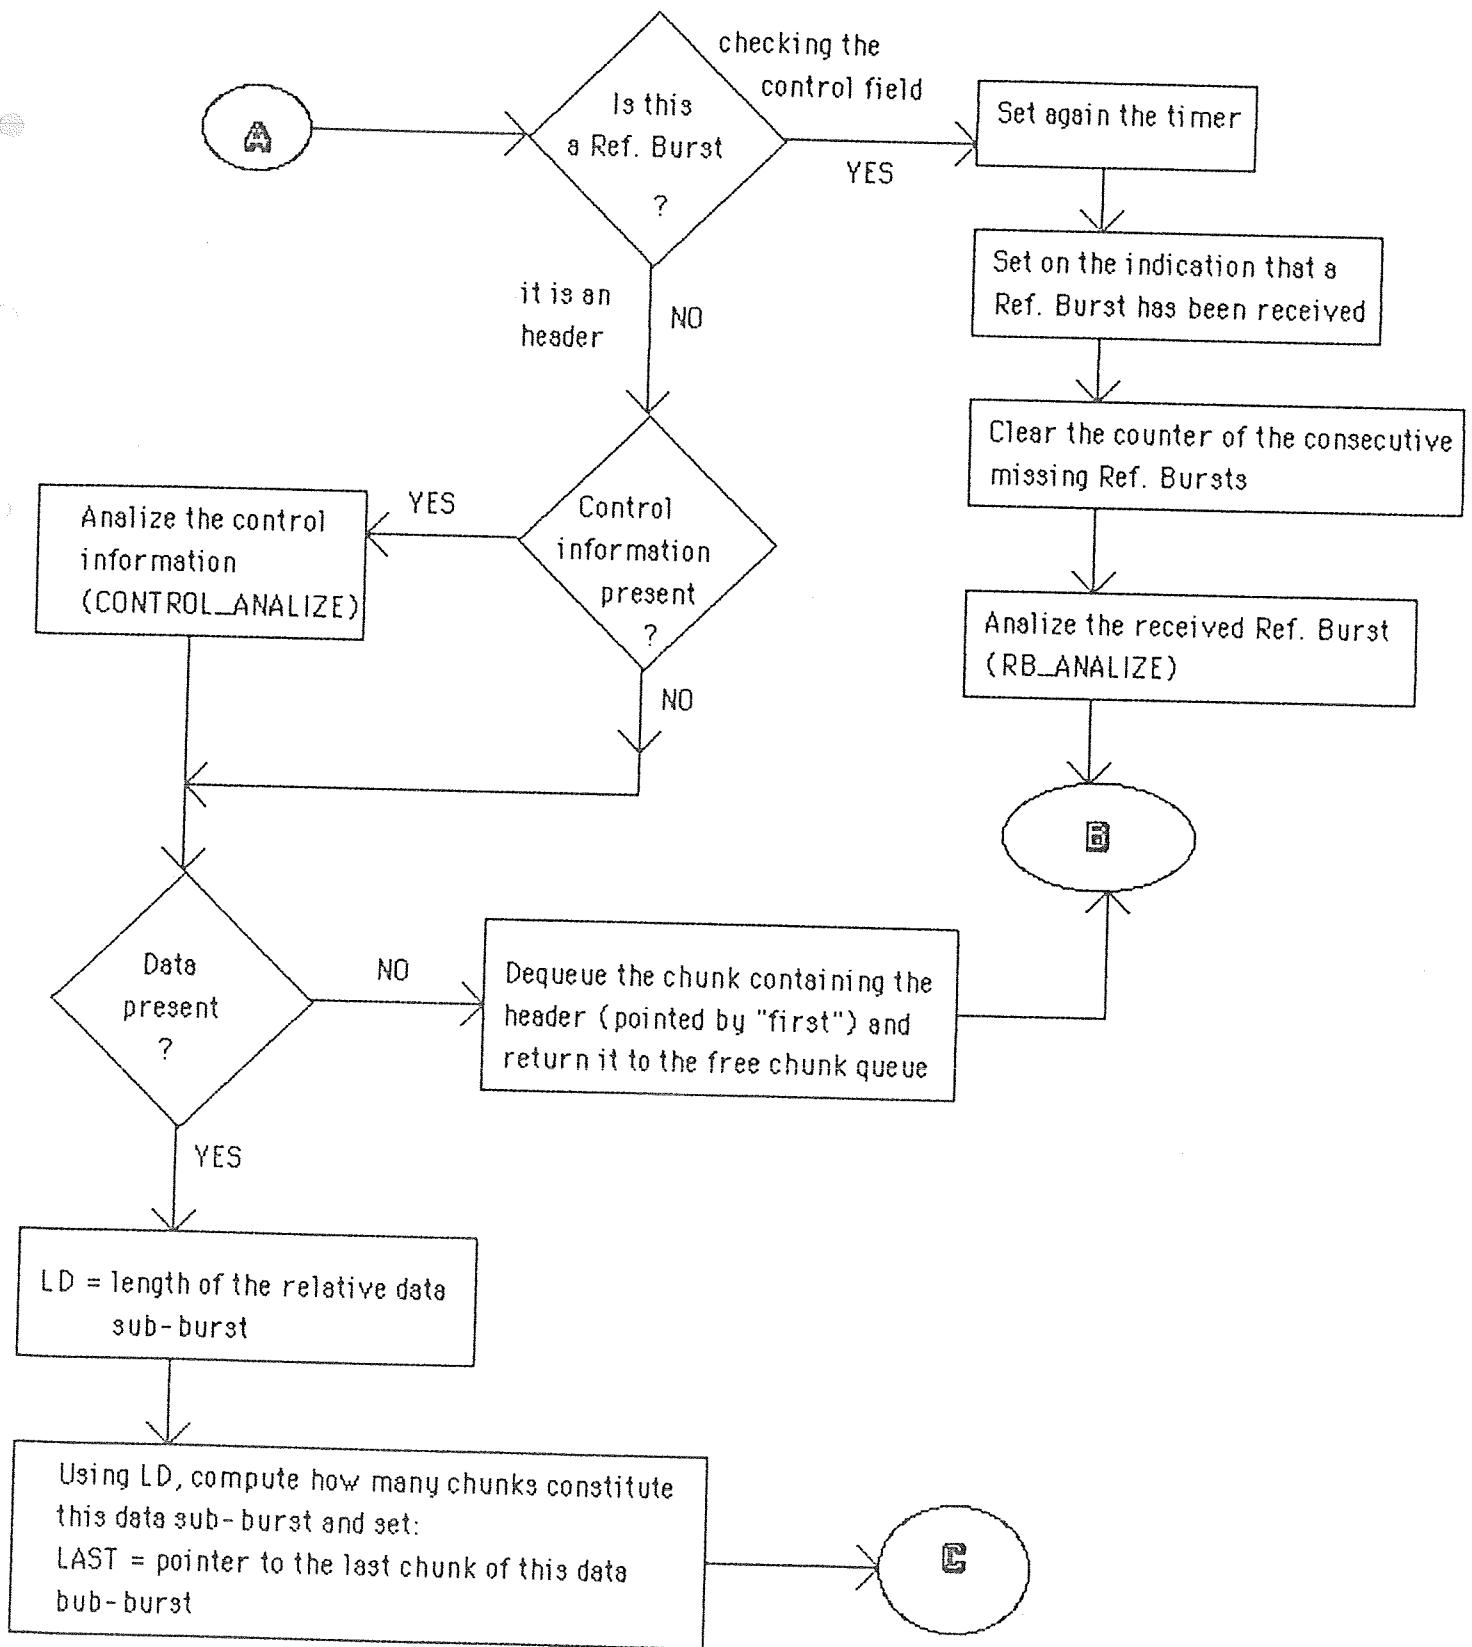 checking the
control field
A
Is this
a Ref. Burst
?
YES
Set again the timer
Set on the indication that a
Ref. Burst has been received
it is an
header
NO
Clear the counter of the consecutive
missing Ref. Bursts
Control
information
present
?
YES
Analize the control
information
(CONTROL_ANALIZE)
NO
Analize the received Ref. Burst
(RB_ANALIZE)
B
Data
present
?
NO
Dequeue the chunk containing the
header (pointed by "first") and
return it to the free chunk queue
YES
LD = length of the relative data
sub-burst
Using LD, compute how many chunks constitute
this data sub-burst and set:
LAST = pointer to the last chunk of this data
bub-burst
C